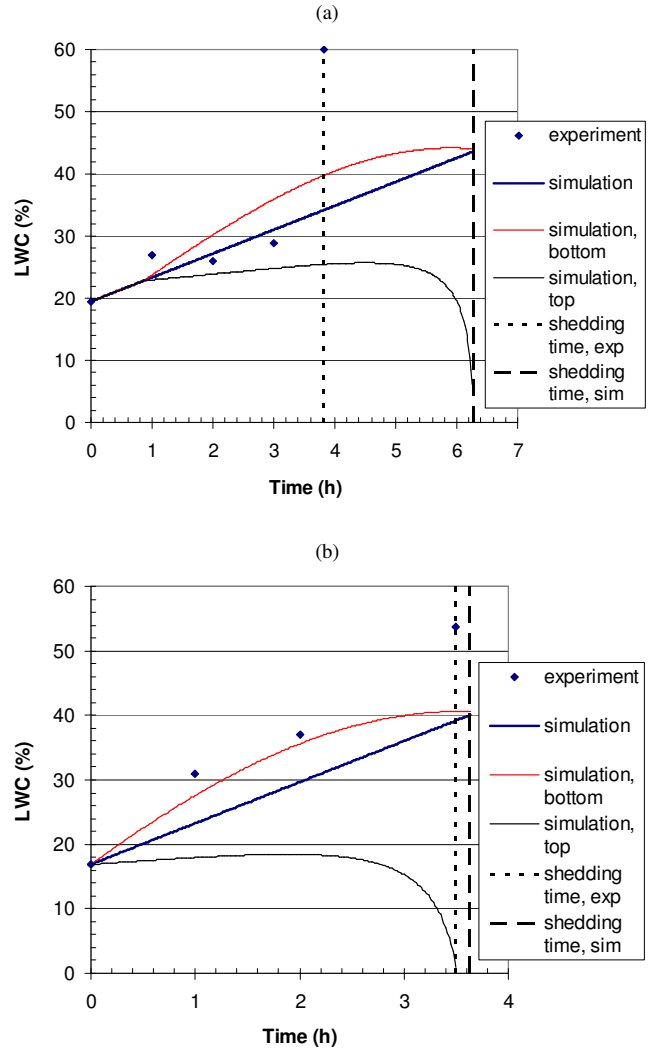 (a)
60
50
40
30
20
10
0
LWC (%)
0 1 2 3 4 5 6 7
Time (h)
experiment
simulation
simulation,
bottom
simulation,
top
shedding
time, exp
shedding
time, sim
(b)
60
50
40
30
20
10
0
LWC (%)
0 1 2 3 4
Time (h)
experiment
simulation
simulation,
bottom
simulation,
top
shedding
time, exp
shedding
time, sim